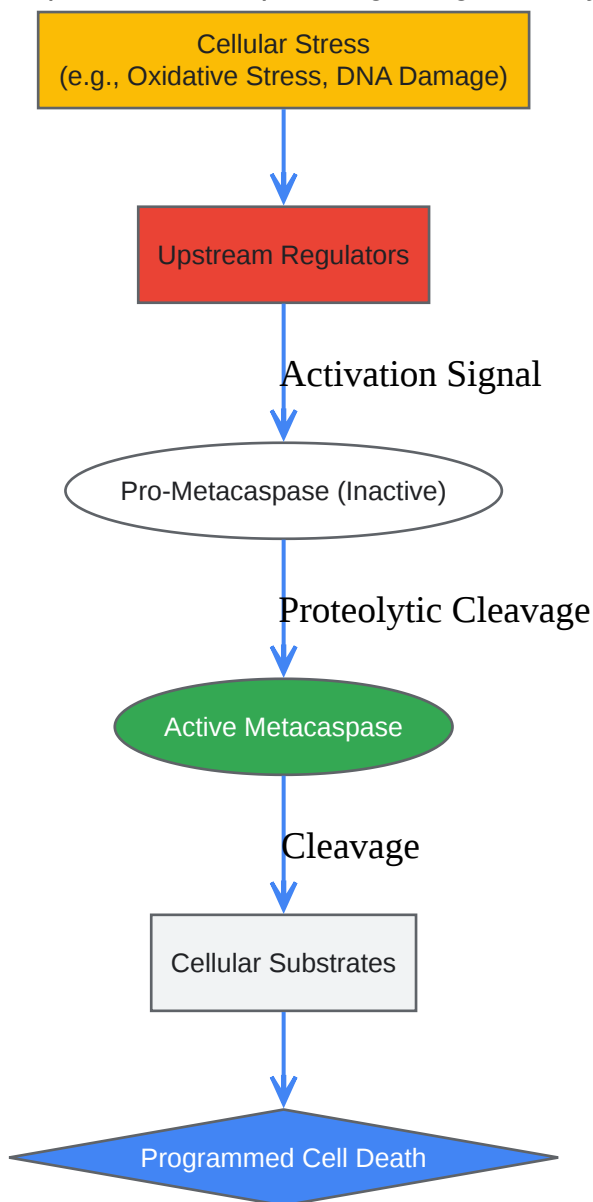 Cellular Stress
(e.g., Oxidative Stress, DNA Damage)
Upstream Regulators
Activation Signal
Pro-Metacaspase (Inactive)
Proteolytic Cleavage
Active Metacaspase
Cleavage
Cellular Substrates
Programmed Cell Death